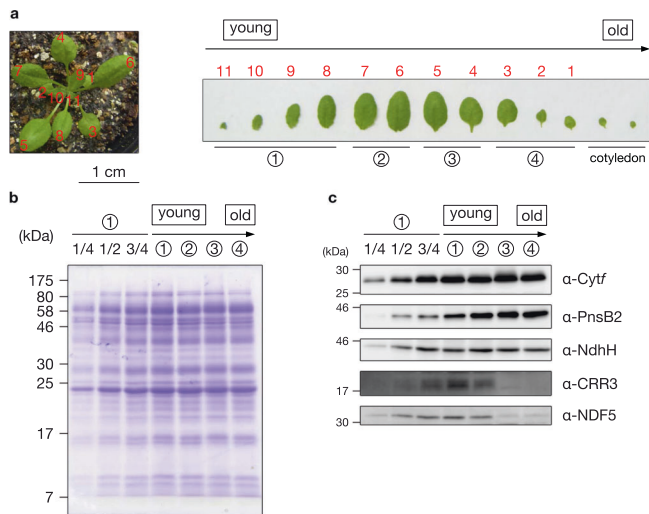 a
young
old
11 10 9 8 7 6 5 4 3 2 1
① ② ③ ④ cotyledon
4
7 9 1 6
2 10 11
5 8 3
1 cm
b
① young old
(kDa)
1/4 1/2 3/4 ① ② ③ ④
175
80
58
46
30
25
17
7
c
① young old
(kDa)
1/4 1/2 3/4 ① ② ③ ④
30
25
α-Cytf
46
α-PnsB2
46
α-NdhH
17
α-CRR3
30
α-NDF5